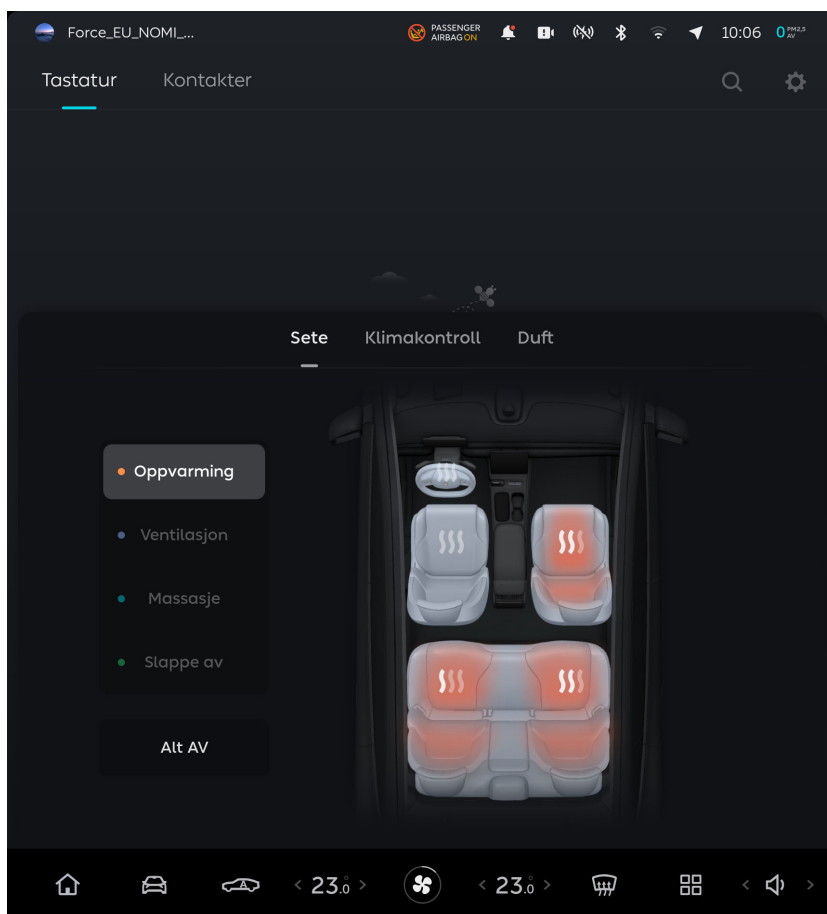 Force_EU_NOMI_...
PASSENGER
AIRBAG ON
10:06
0 PM2,5
AV
Tastatur
Kontakter
Sete
Klimakontroll
Duft
Oppvarming
Ventilasjon
Massasje
Slappe av
Alt AV
A
< 23.0° >
< 23.0° >